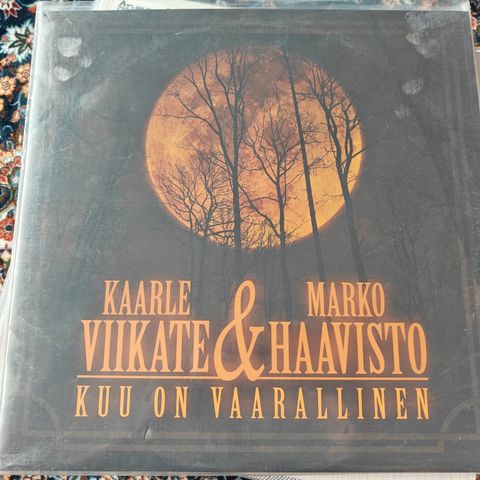 KAARLE MARKO
VIIKATE & HAAVISTO
KUU ON VAARALLINEN